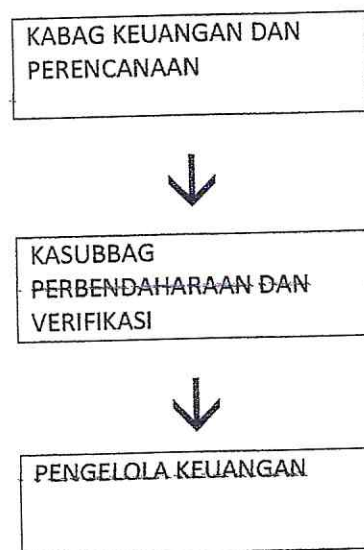 KABAG KEUANGAN DAN
PERENCANAAN
KASUBBAG
PERBENDAHARAAN DAN
VERIFIKASI
PENGELOLA KEUANGAN